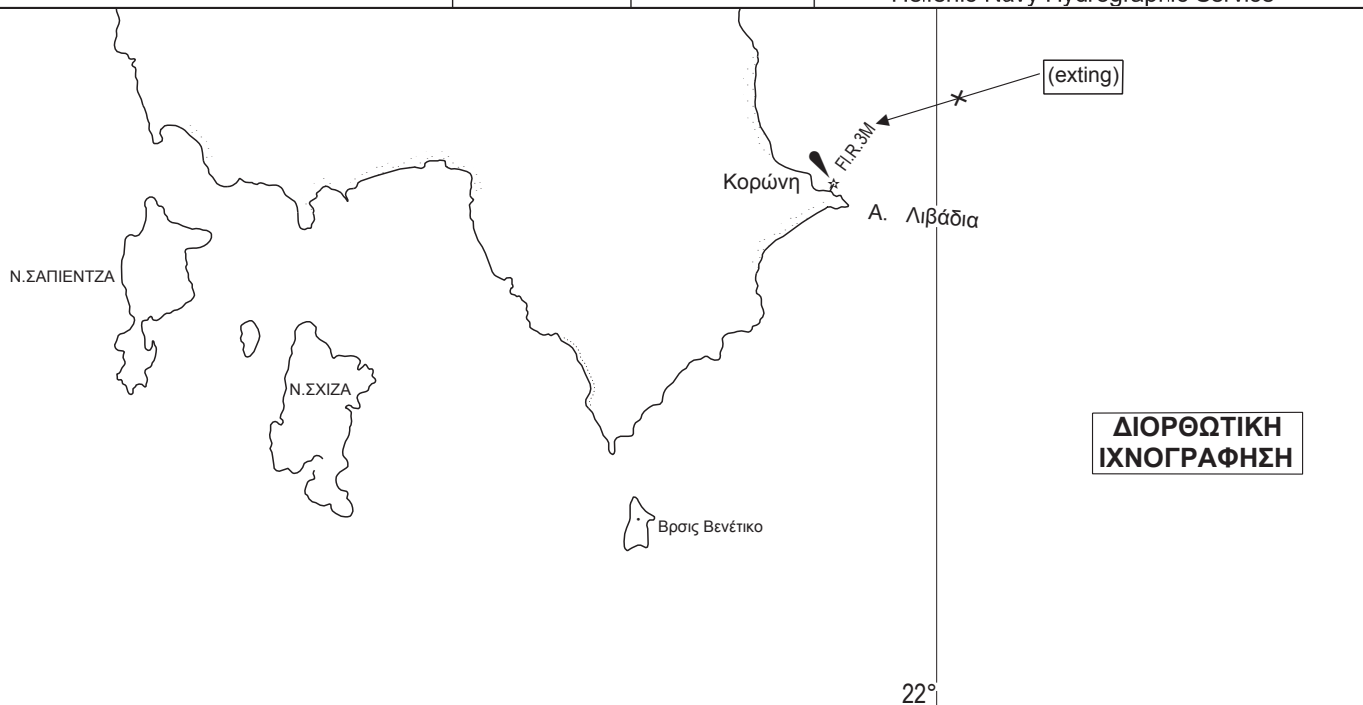 Hellenic Navy Hydrographic Service
(exting)
Fl.R.3M
Κορώνη
Α. Λιβάδια
Ν.ΣΑΠΙΕΝΤΖΑ
Ν.ΣΧΙΖΑ
ΔΙΟΡΘΩΤΙΚΗ
ΙΧΝΟΓΡΑΦΗΣΗ
Βρσις Βενέτικο
22°